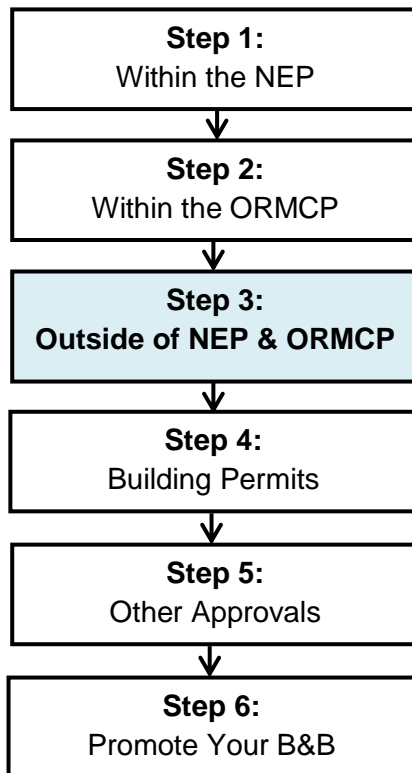 Step 1:
Within the NEP
Step 2:
Within the ORMCP
Step 3:
Outside of NEP & ORMCP
Step 4:
Building Permits
Step 5:
Other Approvals
Step 6:
Promote Your B&B